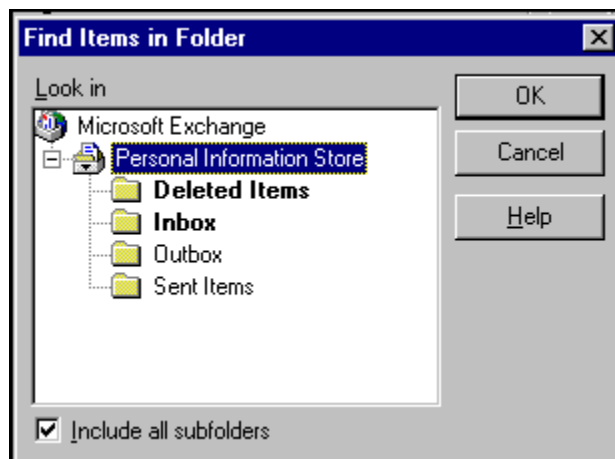 Find Items in Folder
Look in
Microsoft Exchange
Personal Information Store
Deleted Items
Inbox
Outbox
Sent Items
OK
Cancel
Help
Include all subfolders